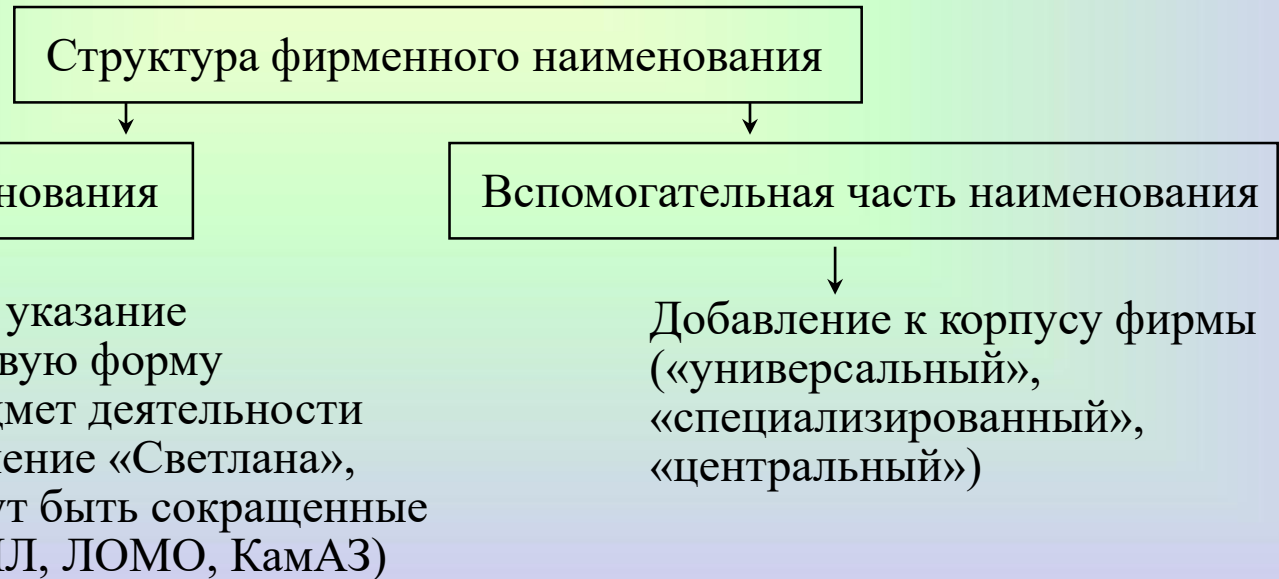 Структура фирменного наименования
нования
Вспомогательная часть наименования
указание
вую форму
дмет деятельности
ление «Светлана»,
ут быть сокращенные
Л, ЛОМО, КамАЗ)
Добавление к корпусу фирмы
(«универсальный»,
«специализированный»,
«центральный»)